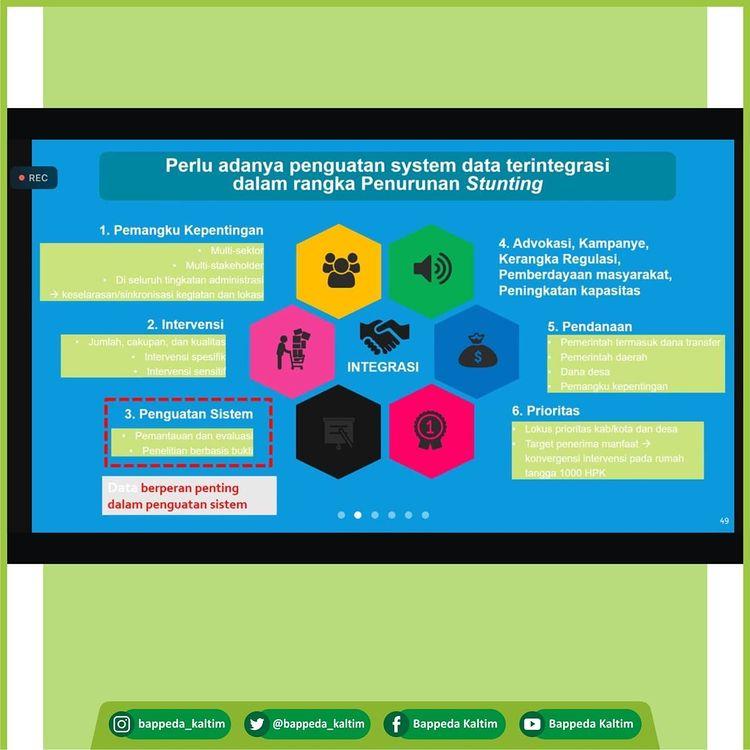 REC
Perlu adanya penguatan system data terintegrasi
dalam rangka Penurunan Stunting
1. Pemangku Kepentingan
• Multi-sektor
• Multi-stakeholder
• Di seluruh tingkatan administrasi
→ keselarasan/sinkronisasi kegiatan dan lokasi
2. Intervensi
• Jumlah, cakupan, dan kualitas
• Intervensi spesifik
• Intervensi sensitif
3. Penguatan Sistem
• Pemantauan dan evaluasi
• Penelitian berbasis bukti
Data berperan penting
dalam penguatan sistem
INTEGRASI
$
1
4. Advokasi, Kampanye,
Kerangka Regulasi,
Pemberdayaan masyarakat,
Peningkatan kapasitas
5. Pendanaan
• Pemerintah termasuk dana transfer
• Pemerintah daerah
• Dana desa
• Pemangku kepentingan
6. Prioritas
• Lokus prioritas kab/kota dan desa
• Target penerima manfaat →
konvergensi intervensi pada rumah
tangga 1000 HPK
49
bappeda_kaltim
@bappeda_kaltim
Bappeda Kaltim
Bappeda Kaltim